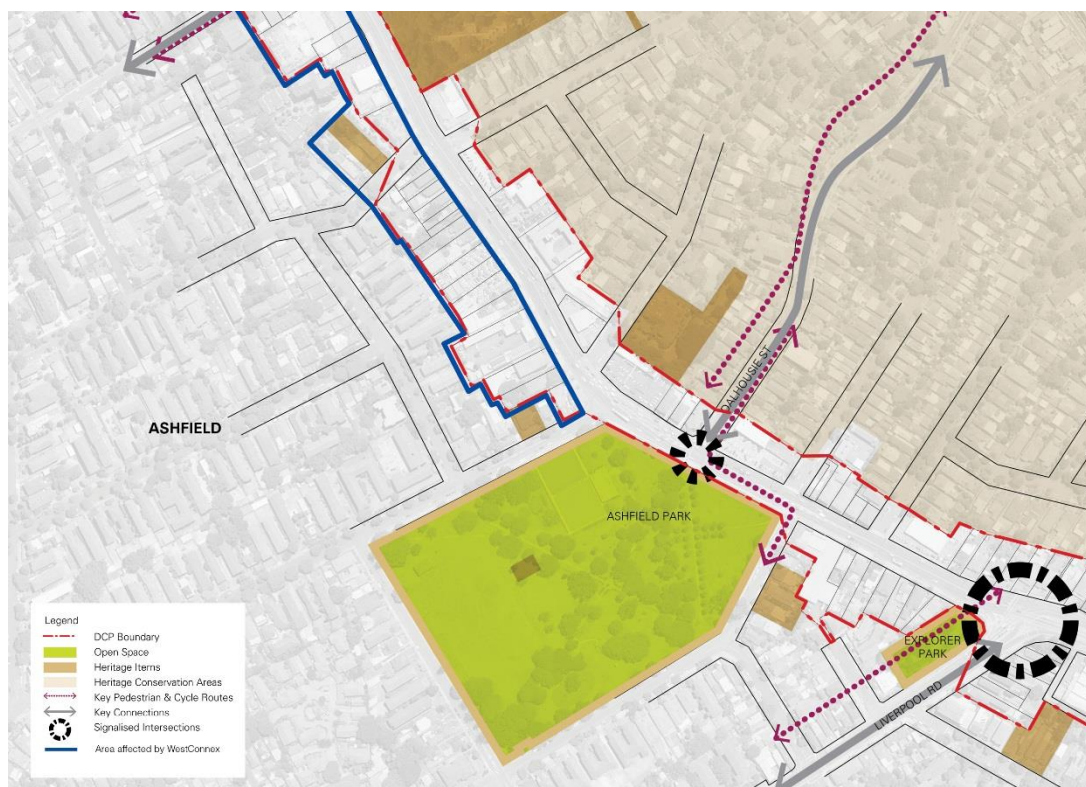 DALHOUSIE ST
ASHFIELD
ASHFIELD PARK
EXPLORER
PARK
LIVERPOOL RD
Legend
DCP Boundary
Open Space
Heritage Items
Heritage Conservation Areas
Key Pedestrian & Cycle Routes
Key Connections
Signalised Intersections
Area affected by WestConnex